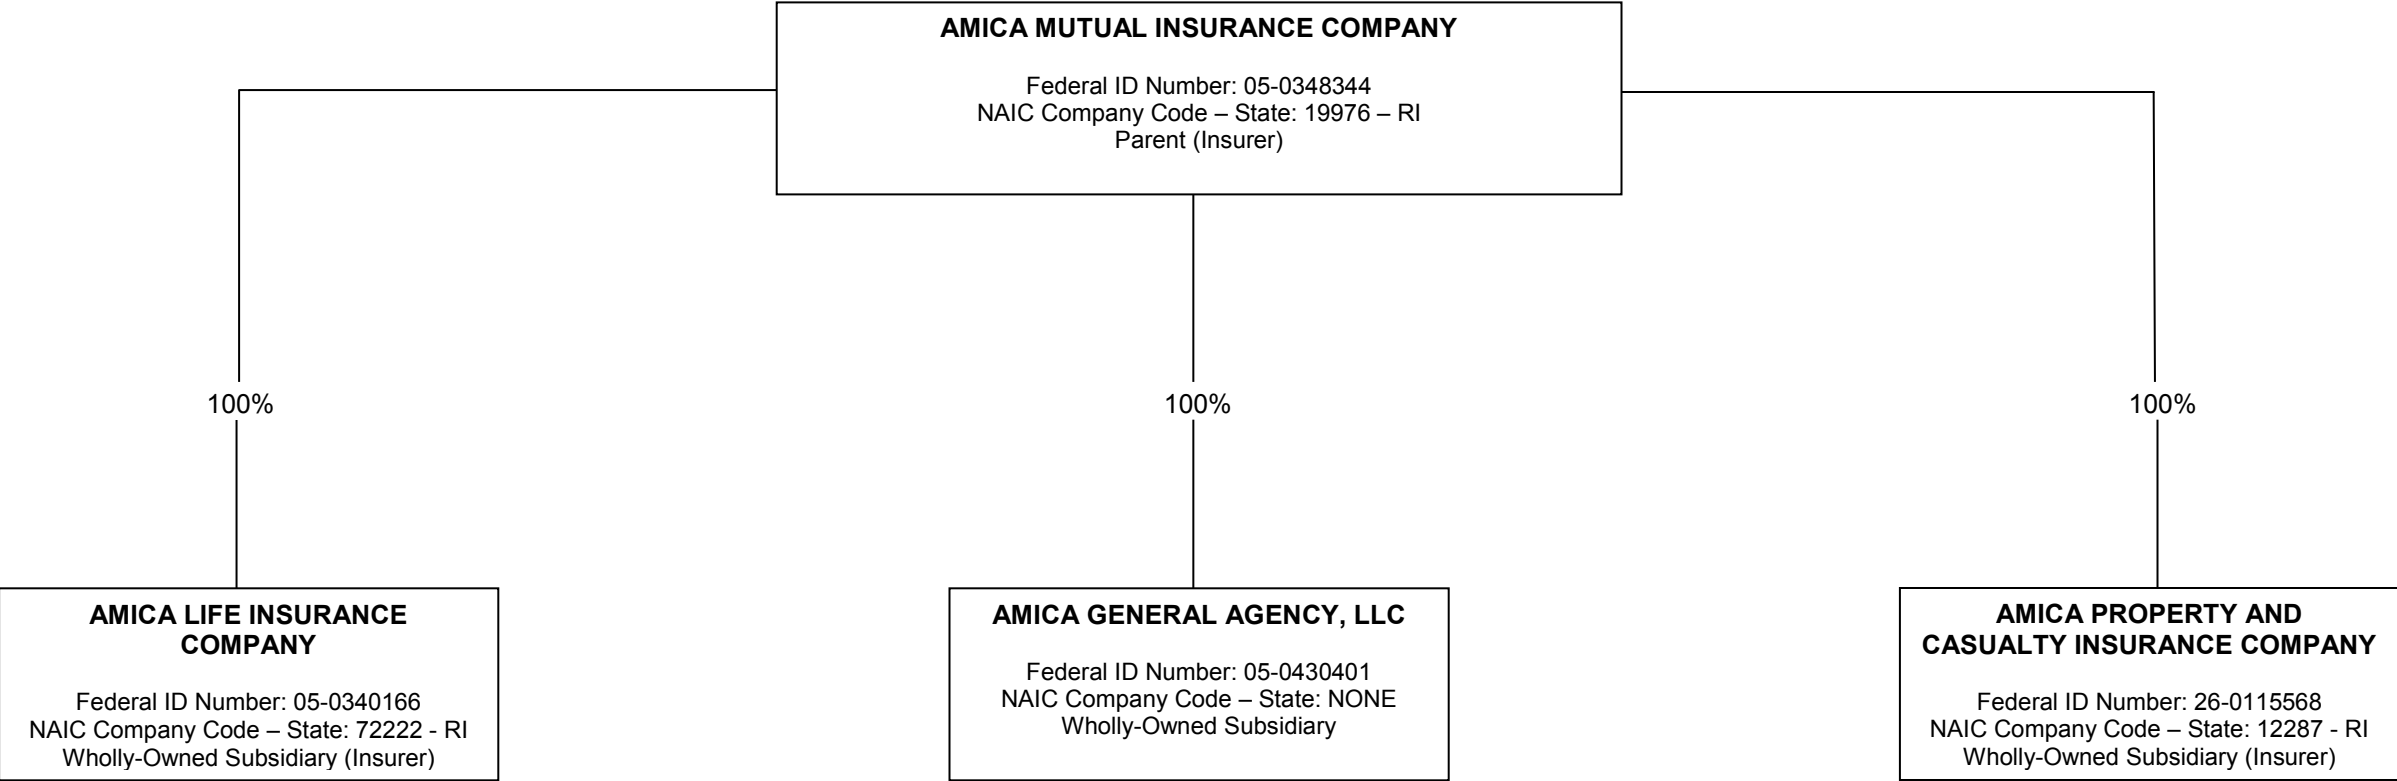 AMICA MUTUAL INSURANCE COMPANY
Federal ID Number: 05-0348344
NAIC Company Code – State: 19976 – RI
Parent (Insurer)
100%
100%
100%
AMICA LIFE INSURANCE
COMPANY
Federal ID Number: 05-0340166
NAIC Company Code – State: 72222 - RI
Wholly-Owned Subsidiary (Insurer)
AMICA GENERAL AGENCY, LLC
Federal ID Number: 05-0430401
NAIC Company Code – State: NONE
Wholly-Owned Subsidiary
AMICA PROPERTY AND
CASUALTY INSURANCE COMPANY
Federal ID Number: 26-0115568
NAIC Company Code – State: 12287 - RI
Wholly-Owned Subsidiary (Insurer)